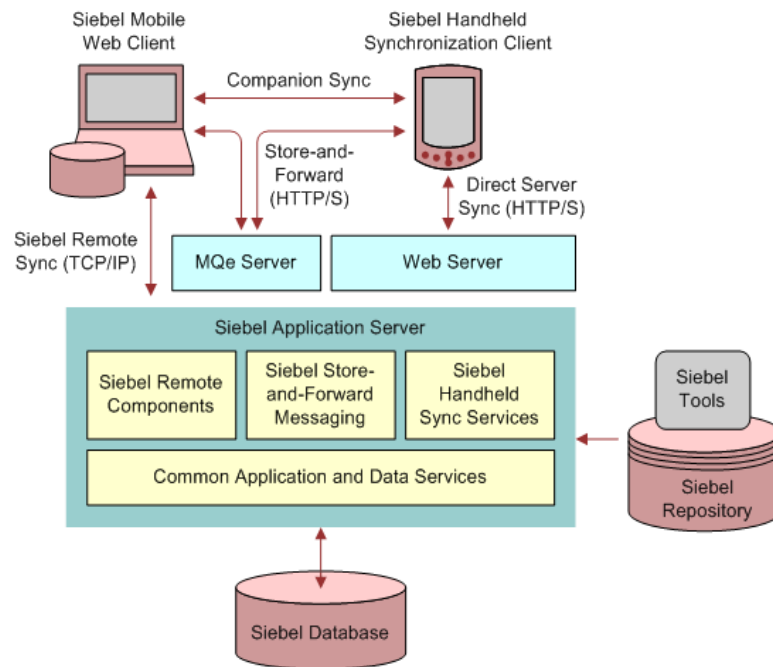 Siebel Mobile
Web Client
Siebel Handheld
Synchronization Client
Companion Sync
Store-and-
Forward
(HTTP/S)
Direct Server
Sync (HTTP/S)
Siebel Remote
Sync (TCP/IP)
MQe Server
Web Server
Siebel Application Server
Siebel Remote
Components
Siebel Store-
and-Forward
Messaging
Siebel
Handheld
Sync Services
Common Application and Data Services
Siebel
Tools
Siebel
Repository
Siebel Database